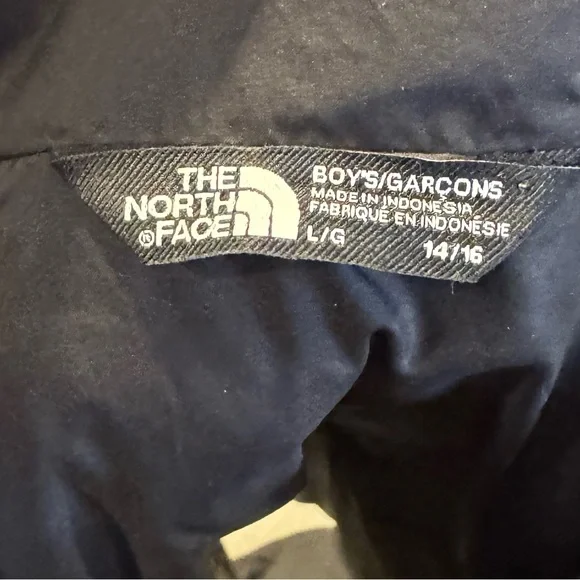 THE
NORTH
® FACE
BOY'S/GARÇONS
MADE IN INDONESIA
FABRIQUÉ EN INDONÉSIE
L/G 14/16